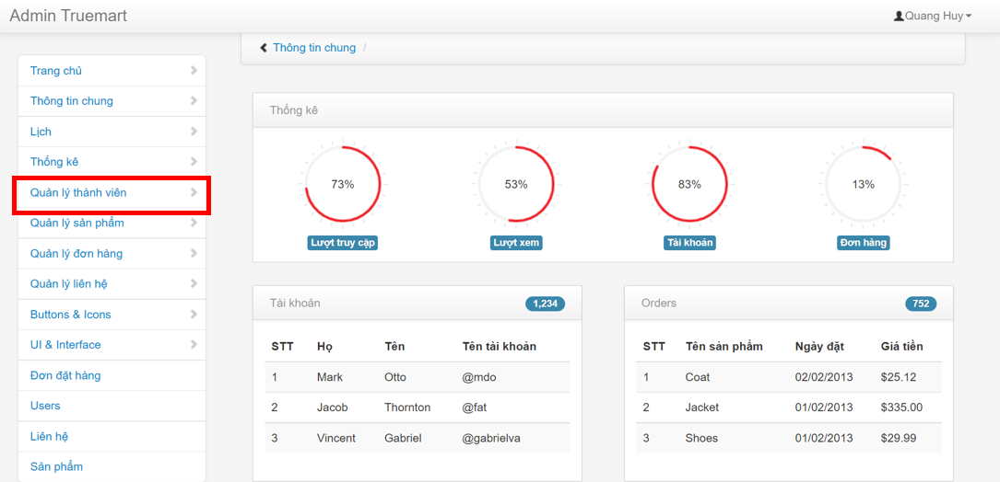 Admin Truemart
Quang Huy
Thông tin chung /
Trang chủ
Thông tin chung
Lịch
Thống kê
Quản lý thành viên
Quản lý sản phẩm
Quản lý đơn hàng
Quản lý liên hệ
Buttons & Icons
UI & Interface
Đơn đặt hàng
Users
Liên hệ
Sản phẩm
Thống kê
73% 53% 83% 13%
Lượt truy cập Lượt xem Tài khoản Đơn hàng
Tài khoản 1,234
STT Họ Tên Tên tài khoản
1 Mark Otto @mdo
2 Jacob Thornton @fat
3 Vincent Gabriel @gabrielva
Orders 752
STT Tên sản phẩm Ngày đặt Giá tiền
1 Coat 02/02/2013 $25.12
2 Jacket 01/02/2013 $335.00
3 Shoes 01/02/2013 $29.99